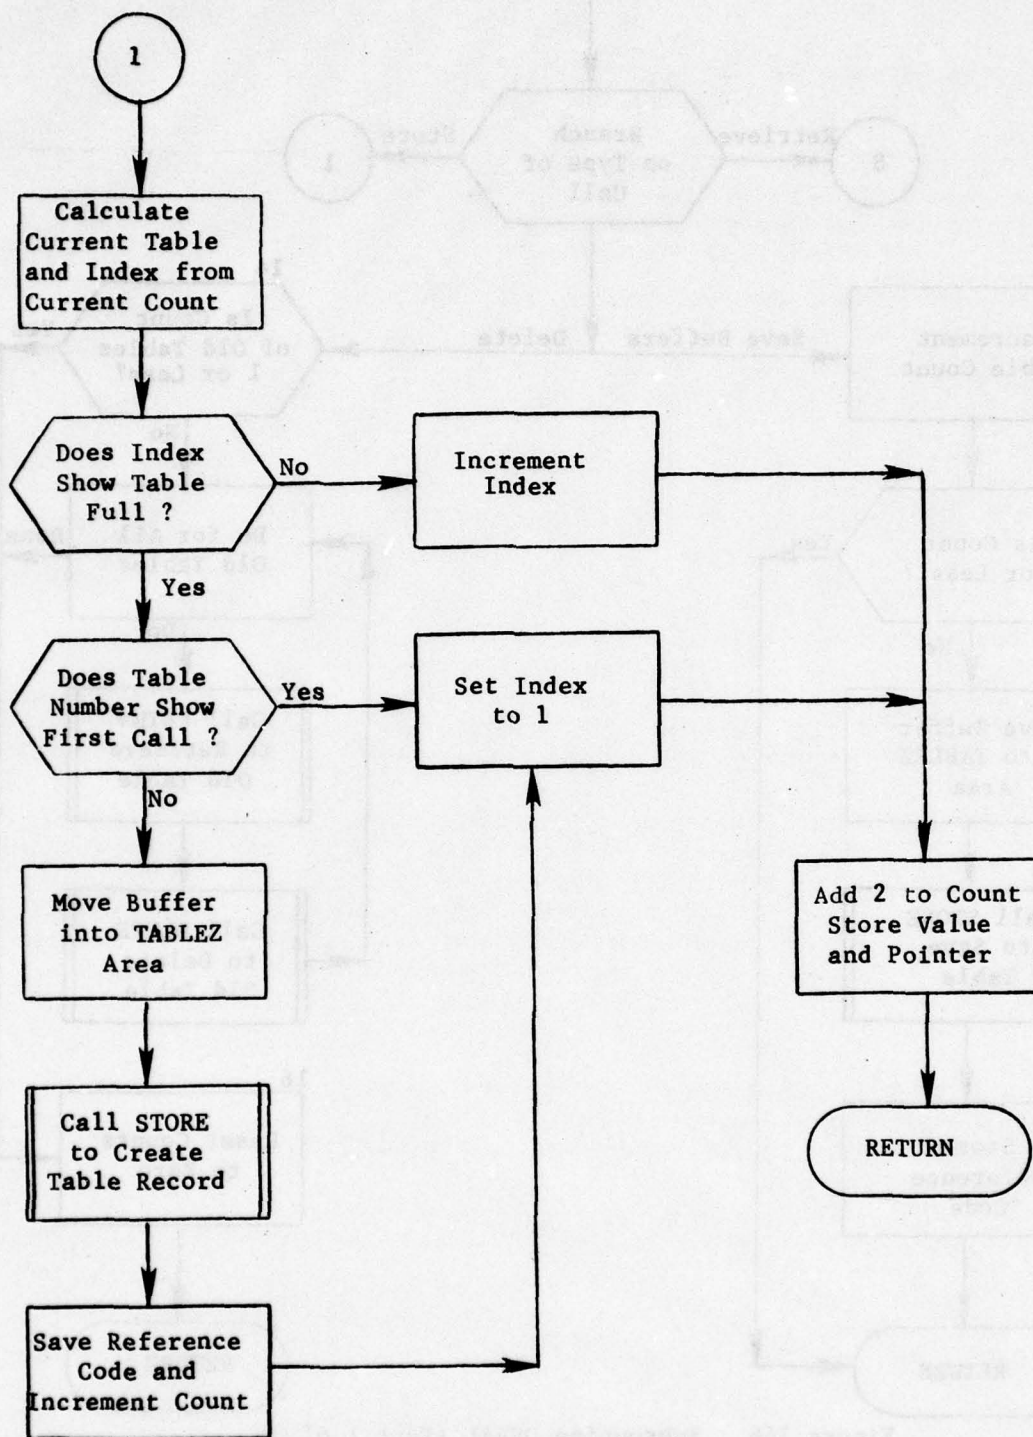 1
Calculate
Current Table
and Index from
Current Count
Does Index
Show Table
Full ?
No
Increment
Index
Yes
Does Table
Number Show
First Call ?
Yes
Set Index
to 1
No
Move Buffer
into TABLEZ
Area
Add 2 to Count
Store Value
and Pointer
Call STORE
to Create
Table Record
RETURN
Save Reference
Code and
Increment Count